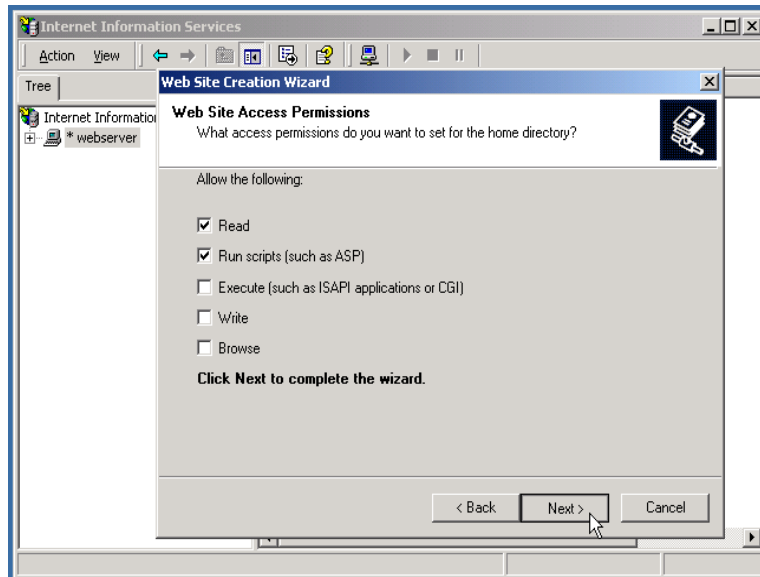 Internet Information Services
Action View
Tree
Internet Informatio
* webserver
Web Site Creation Wizard
Web Site Access Permissions
What access permissions do you want to set for the home directory?
Allow the following:
Read
Run scripts (such as ASP)
Execute (such as ISAPI applications or CGI)
Write
Browse
Click Next to complete the wizard.
< Back Next > Cancel